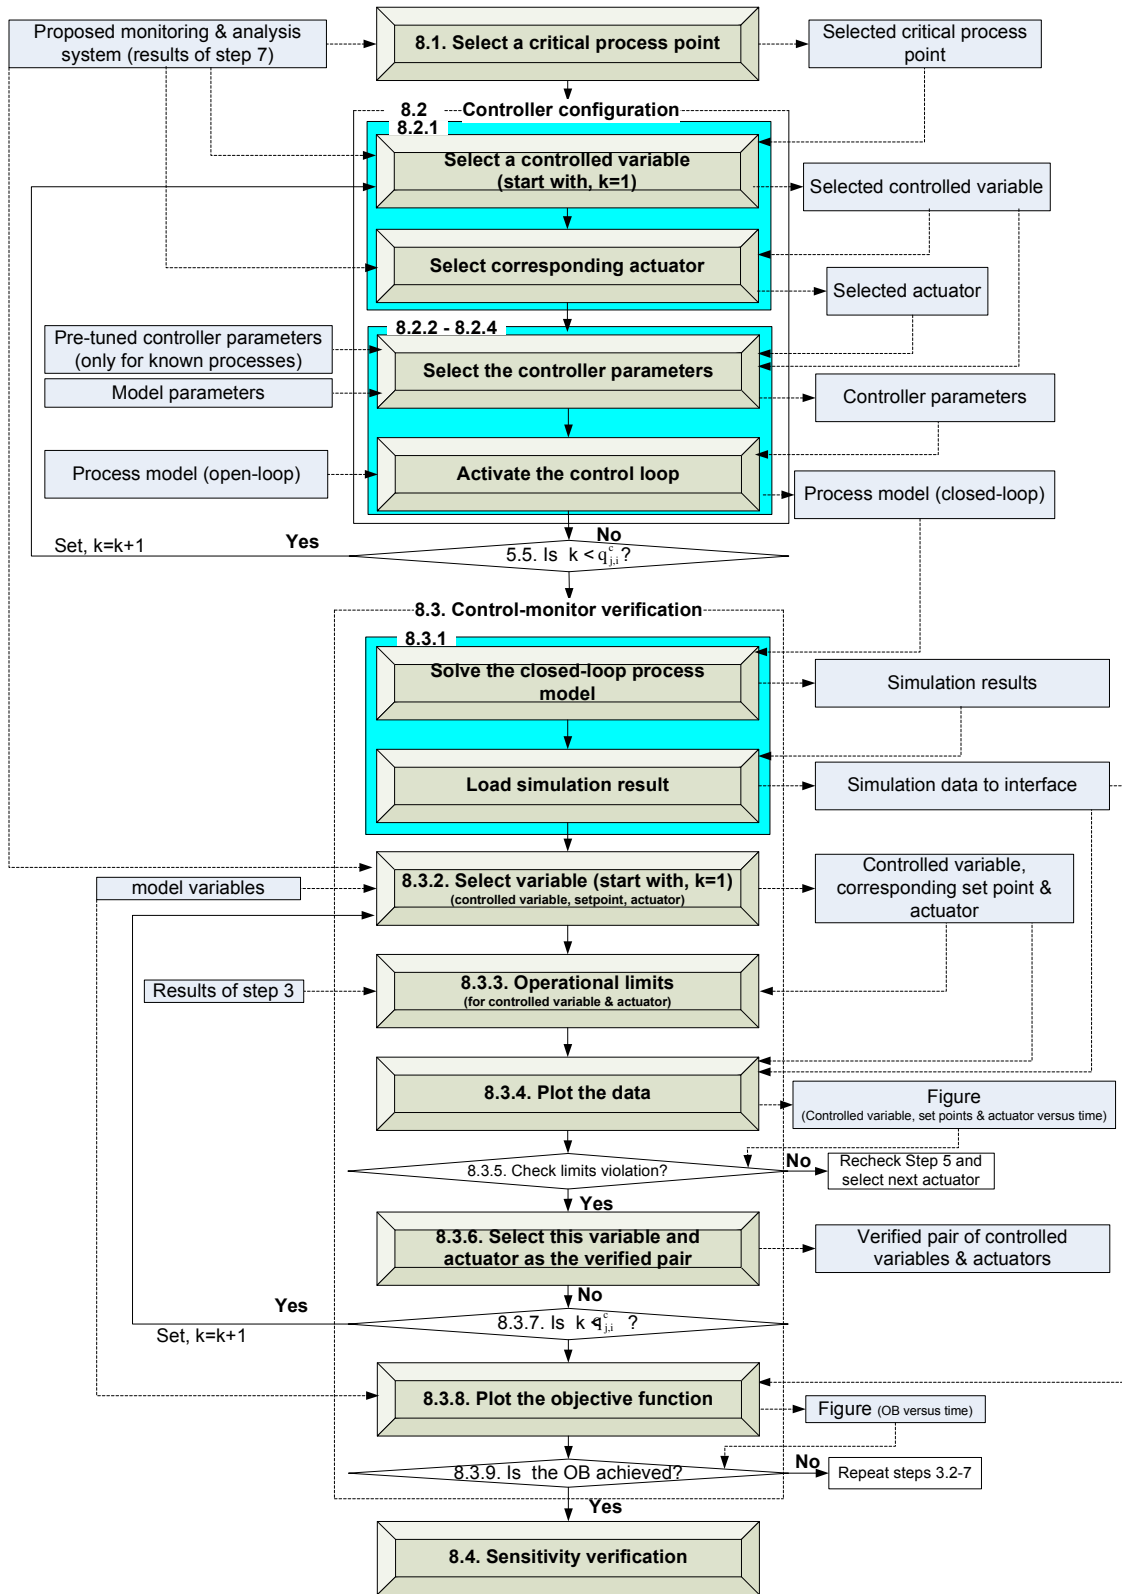 Proposed monitoring & analysis
system (results of step 7)
8.1. Select a critical process point
Selected critical process
point
8.2
Controller configuration
8.2.1
Select a controlled variable
(start with, k=1)
Selected controlled variable
Select corresponding actuator
Selected actuator
8.2.2 - 8.2.4
Pre-tuned controller parameters
(only for known processes)
Select the controller parameters
Model parameters
Controller parameters
Process model (open-loop)
Activate the control loop
Process model (closed-loop)
Set, k=k+1
Yes
No
5.5. Is k < q^c_{j,i} ?
8.3. Control-monitor verification
8.3.1
Solve the closed-loop process
model
Simulation results
Load simulation result
Simulation data to interface
model variables
8.3.2. Select variable (start with, k=1)
(controlled variable, setpoint, actuator)
Controlled variable,
corresponding set point &
actuator
Results of step 3
8.3.3. Operational limits
(for controlled variable & actuator)
8.3.4. Plot the data
Figure
(Controlled variable, set points & actuator versus time)
8.3.5. Check limits violation?
No
Recheck Step 5 and
select next actuator
Yes
8.3.6. Select this variable and
actuator as the verified pair
Verified pair of controlled
variables & actuators
No
Yes
Set, k=k+1
8.3.7. Is k < q^c_{j,i} ?
8.3.8. Plot the objective function
Figure (OB versus time)
8.3.9. Is the OB achieved?
No
Repeat steps 3.2-7
Yes
8.4. Sensitivity verification